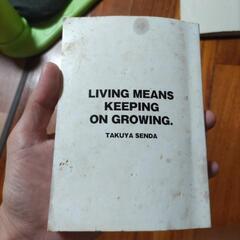 LIVING MEANS
KEEPING
ON GROWING.
TAKUYA SENDA